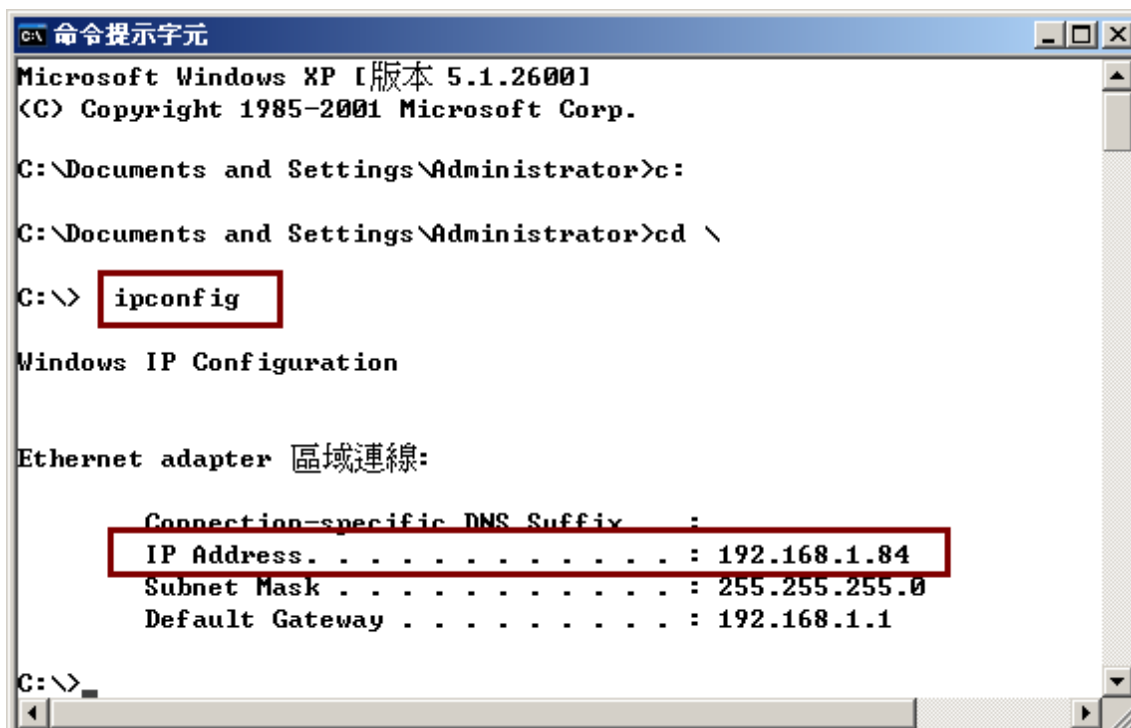 命令提示字元
Microsoft Windows XP [版本 5.1.2600]
(C) Copyright 1985-2001 Microsoft Corp.
C:\Documents and Settings\Administrator>c:
C:\Documents and Settings\Administrator>cd \
C:\> ipconfig
Windows IP Configuration
Ethernet adapter 區域連線:
Connection-specific DNS Suffix . :
IP Address. . . . . . . . . . . . : 192.168.1.84
Subnet Mask . . . . . . . . . . . : 255.255.255.0
Default Gateway . . . . . . . . . : 192.168.1.1
C:\>_